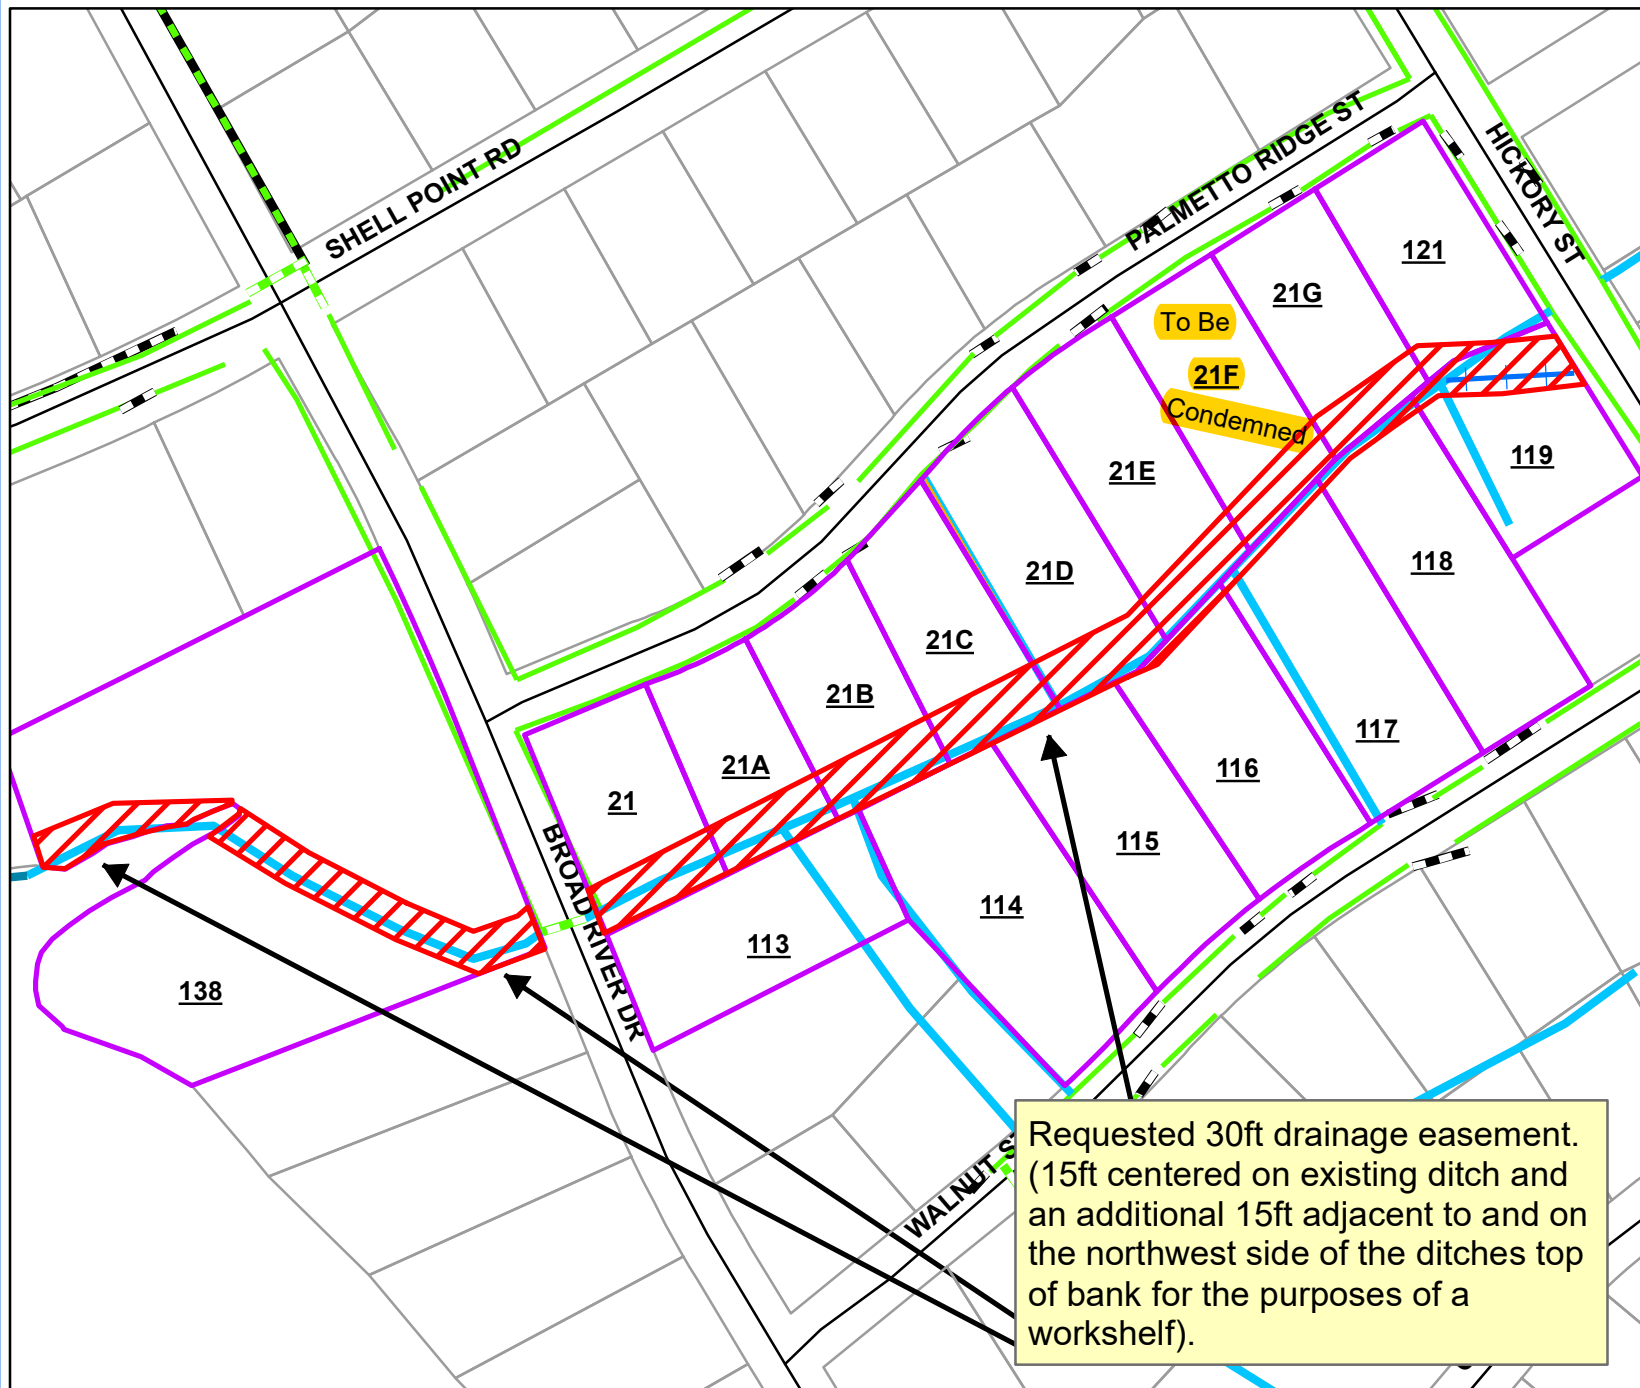 SHELL POINT RD
PALMETTO RIDGE ST
HICKORY ST
121
21G
To Be
21F
Condemned
119
21E
118
21D
21C
21B
117
21A
116
21
115
BROAD RIVER DR
114
113
138
WALNUT S
Requested 30ft drainage easement.
(15ft centered on existing ditch and
an additional 15ft adjacent to and on
the northwest side of the ditches top
of bank for the purposes of a
workshelf).